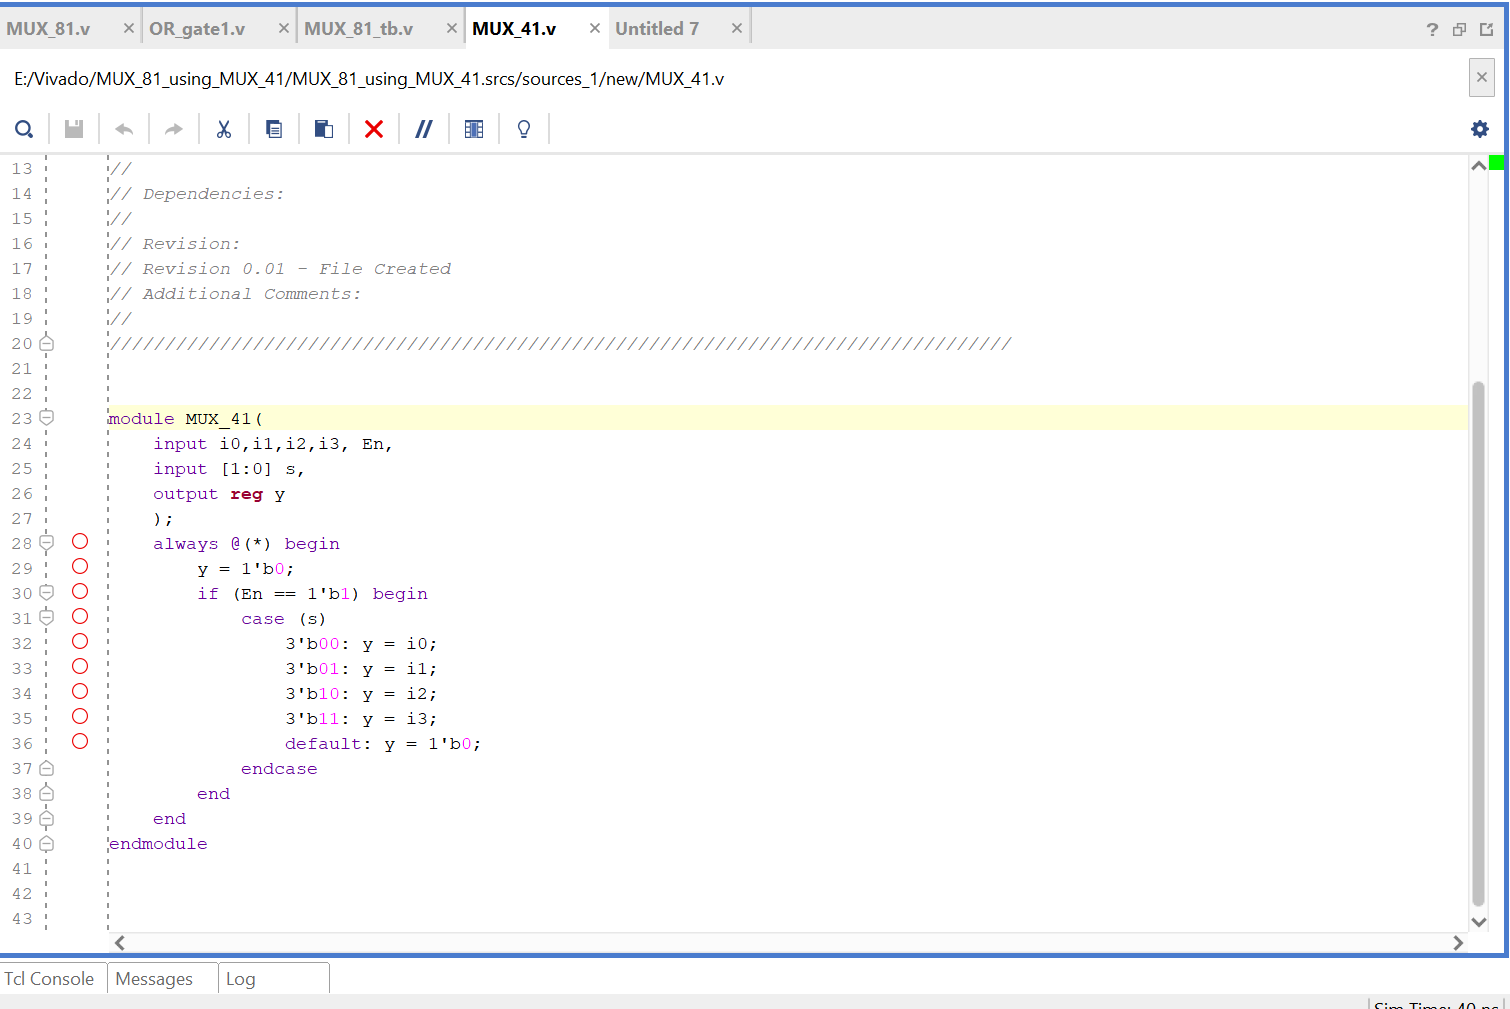 MUX_81.v × OR_gate1.v × MUX_81_tb.v × MUX_41.v × Untitled 7 × ?
E:/Vivado/MUX_81_using_MUX_41/MUX_81_using_MUX_41.srcs/sources_1/new/MUX_41.v ×
13 //
14 // Dependencies:
15 //
16 // Revision:
17 // Revision 0.01 - File Created
18 // Additional Comments:
19 //
20 //////////////////////////////////////////////////////////////////////////////////
21
22
23 module MUX_41(
24 input i0,i1,i2,i3, En,
25 input [1:0] s,
26 output reg y
27 );
28 always @(*) begin
29 y = 1'b0;
30 if (En == 1'b1) begin
31 case (s)
32 3'b00: y = i0;
33 3'b01: y = i1;
34 3'b10: y = i2;
35 3'b11: y = i3;
36 default: y = 1'b0;
37 endcase
38 end
39 end
40 endmodule
41
42
43
Tcl Console Messages Log
Sim Time: 40 ns